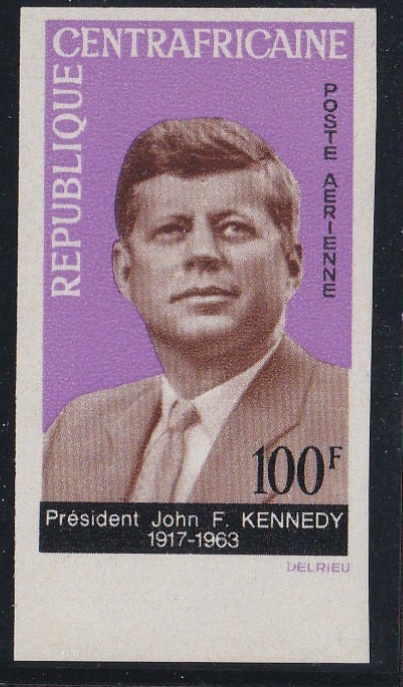 REPUBLIQUE
CENTRAFRICAINE
POSTE AERIENNE
100F
Président John F. KENNEDY
1917-1963
DELRIEU